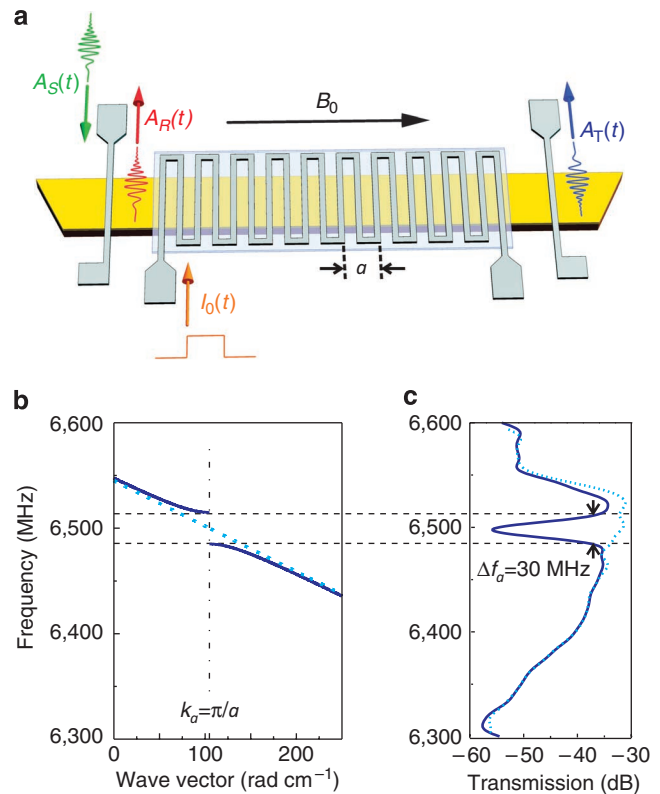 a
A_S(t)
A_R(t)
B_0
A_T(t)
a
I_0(t)
b
c
6,600
6,500
6,400
6,300
Frequency (MHz)
k_a=π/a
0
100
200
Wave vector (rad cm⁻¹)
6,600
6,500
6,400
6,300
Δf_a=30 MHz
−60
−50
−40
−30
Transmission (dB)